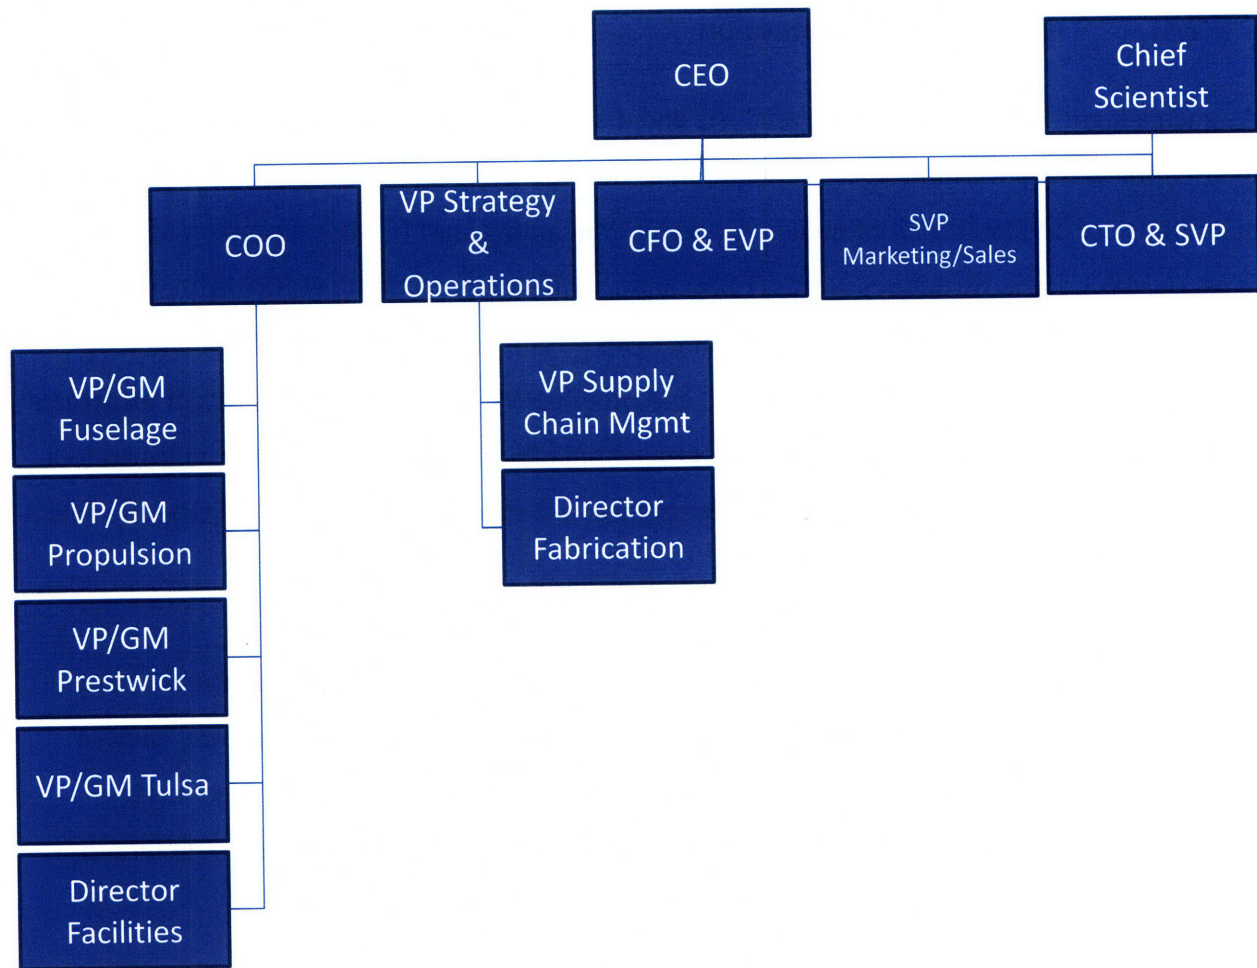 CEO
Chief
Scientist
COO
VP Strategy
&
Operations
CFO & EVP
SVP
Marketing/Sales
CTO & SVP
VP/GM
Fuselage
VP/GM
Propulsion
VP/GM
Prestwick
VP/GM Tulsa
Director
Facilities
VP Supply
Chain Mgmt
Director
Fabrication